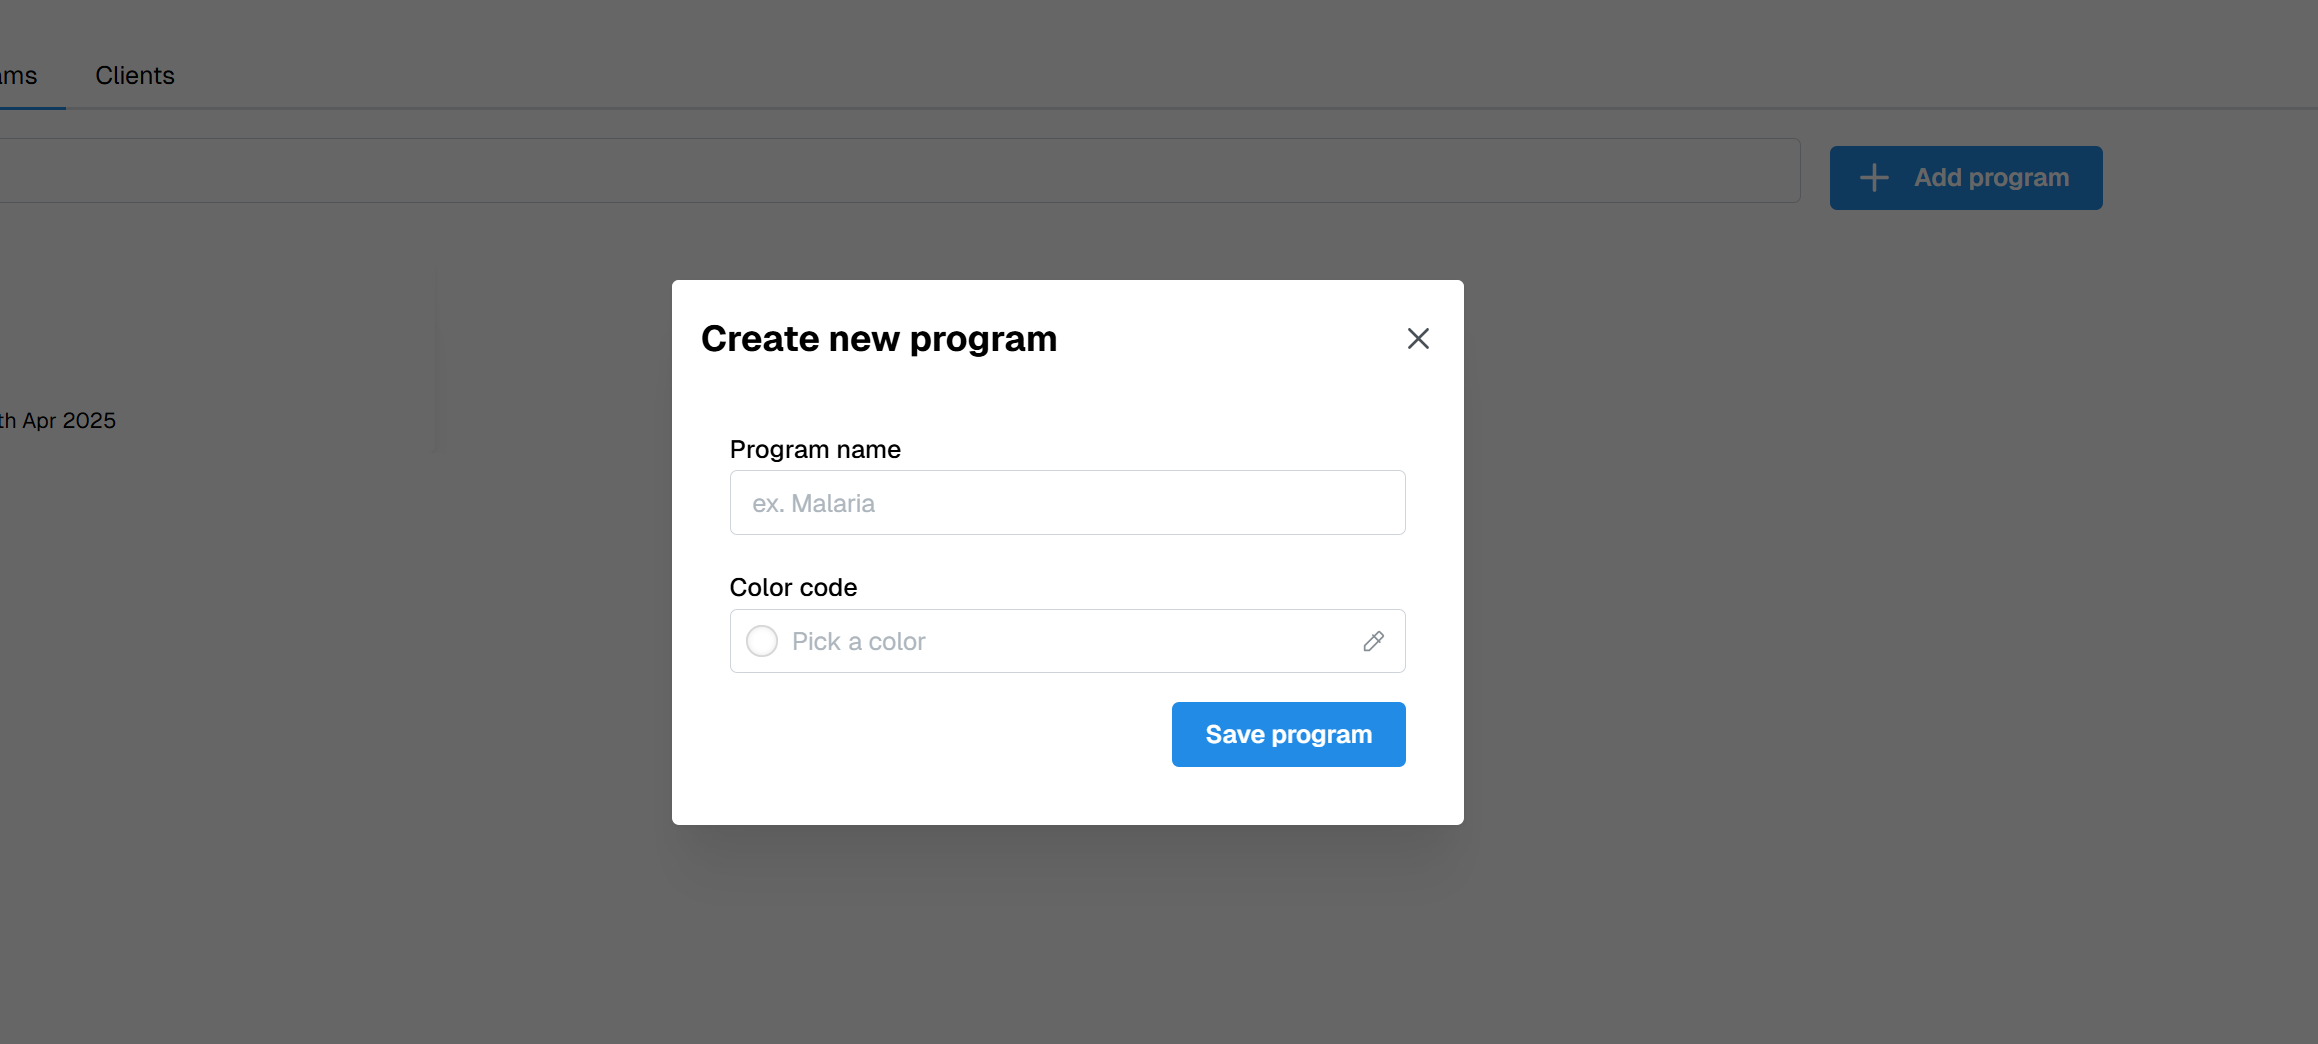 Clients
Add program
Create new program
th Apr 2025
Program name
ex. Malaria
Color code
Pick a color
Save program